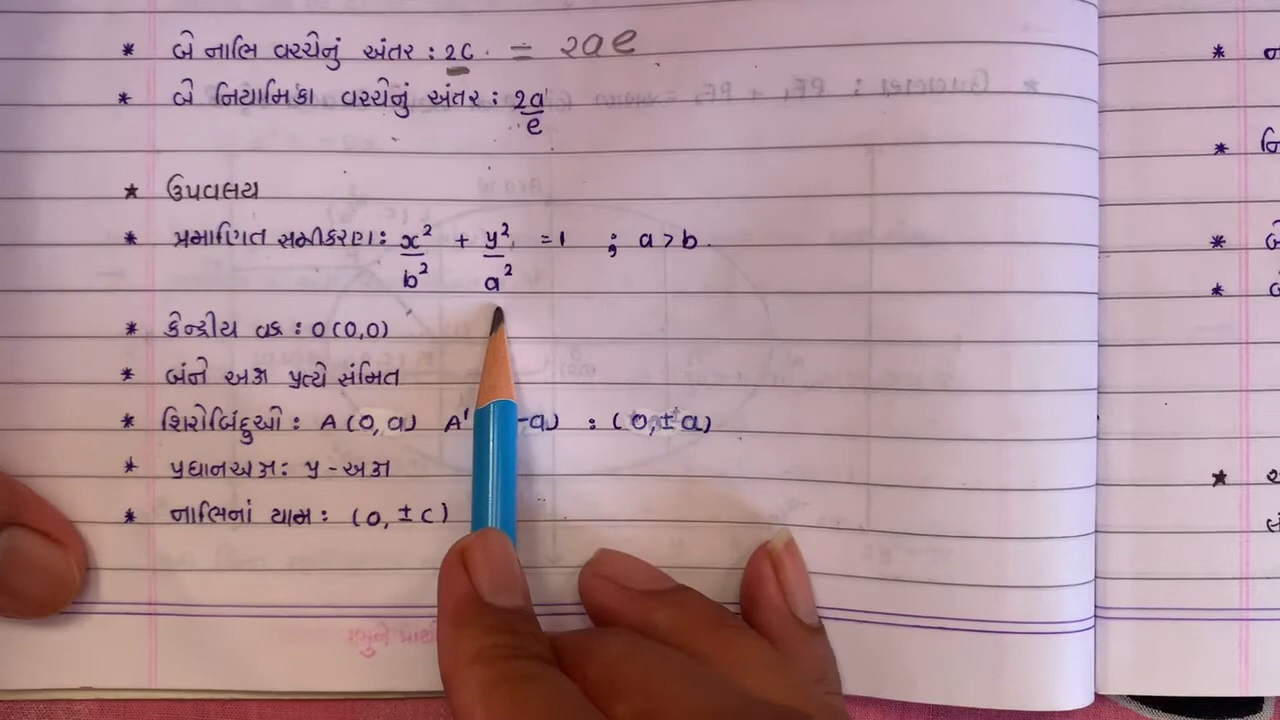 * બે નાભિ વચ્ચેનું અંતર : 2c = 2ae
* બે નિયામિકા વચ્ચેનું અંતર : 2a/e
* ઉપવલય
* પ્રમાણિત સમીકરણ : x²/b² + y²/a² = 1 ; a > b.
* કેન્દ્રીય વક્ર : O(0,0)
* બંને અક્ષ પ્રત્યે સંમિત
* શિરોબિંદુઓ : A(0,a) A' -a) : (0,±a)
* પ્રધાનઅક્ષ : y-અક્ષ
* નાભિનાં યામ : (0,±c)